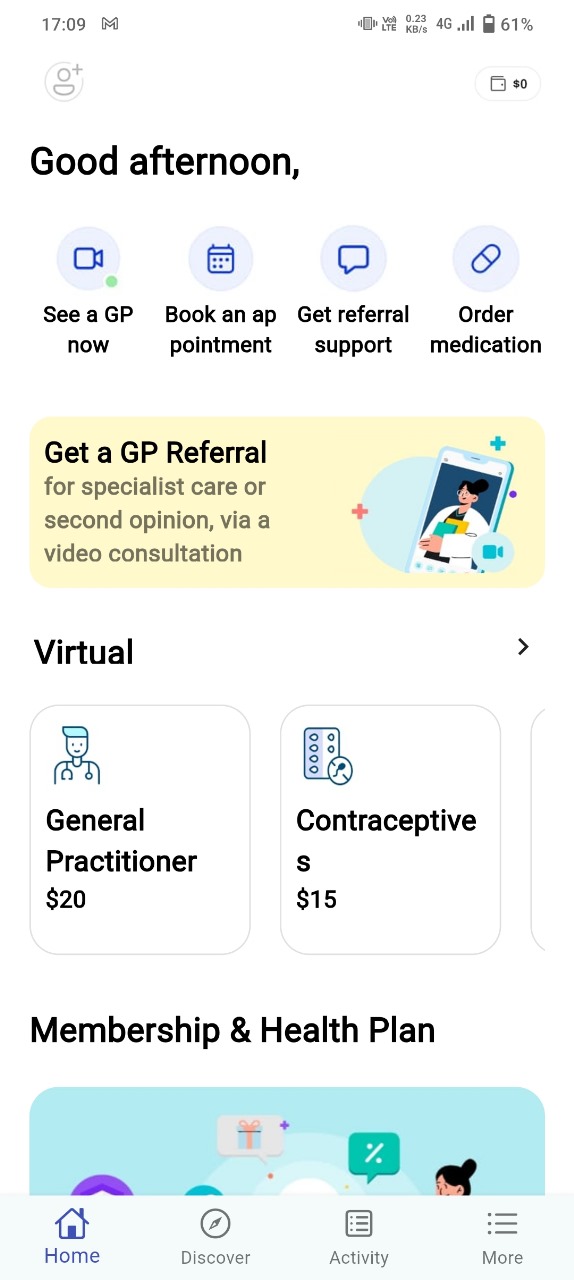 17:09 Vo) LTE 0.23 KB/s 4G 61%
$0
Good afternoon,
See a GP now
Book an ap pointment
Get referral support
Order medication
Get a GP Referral
for specialist care or
second opinion, via a
video consultation
Virtual
General
Practitioner
$20
Contraceptive
s
$15
Membership & Health Plan
Home Discover Activity More